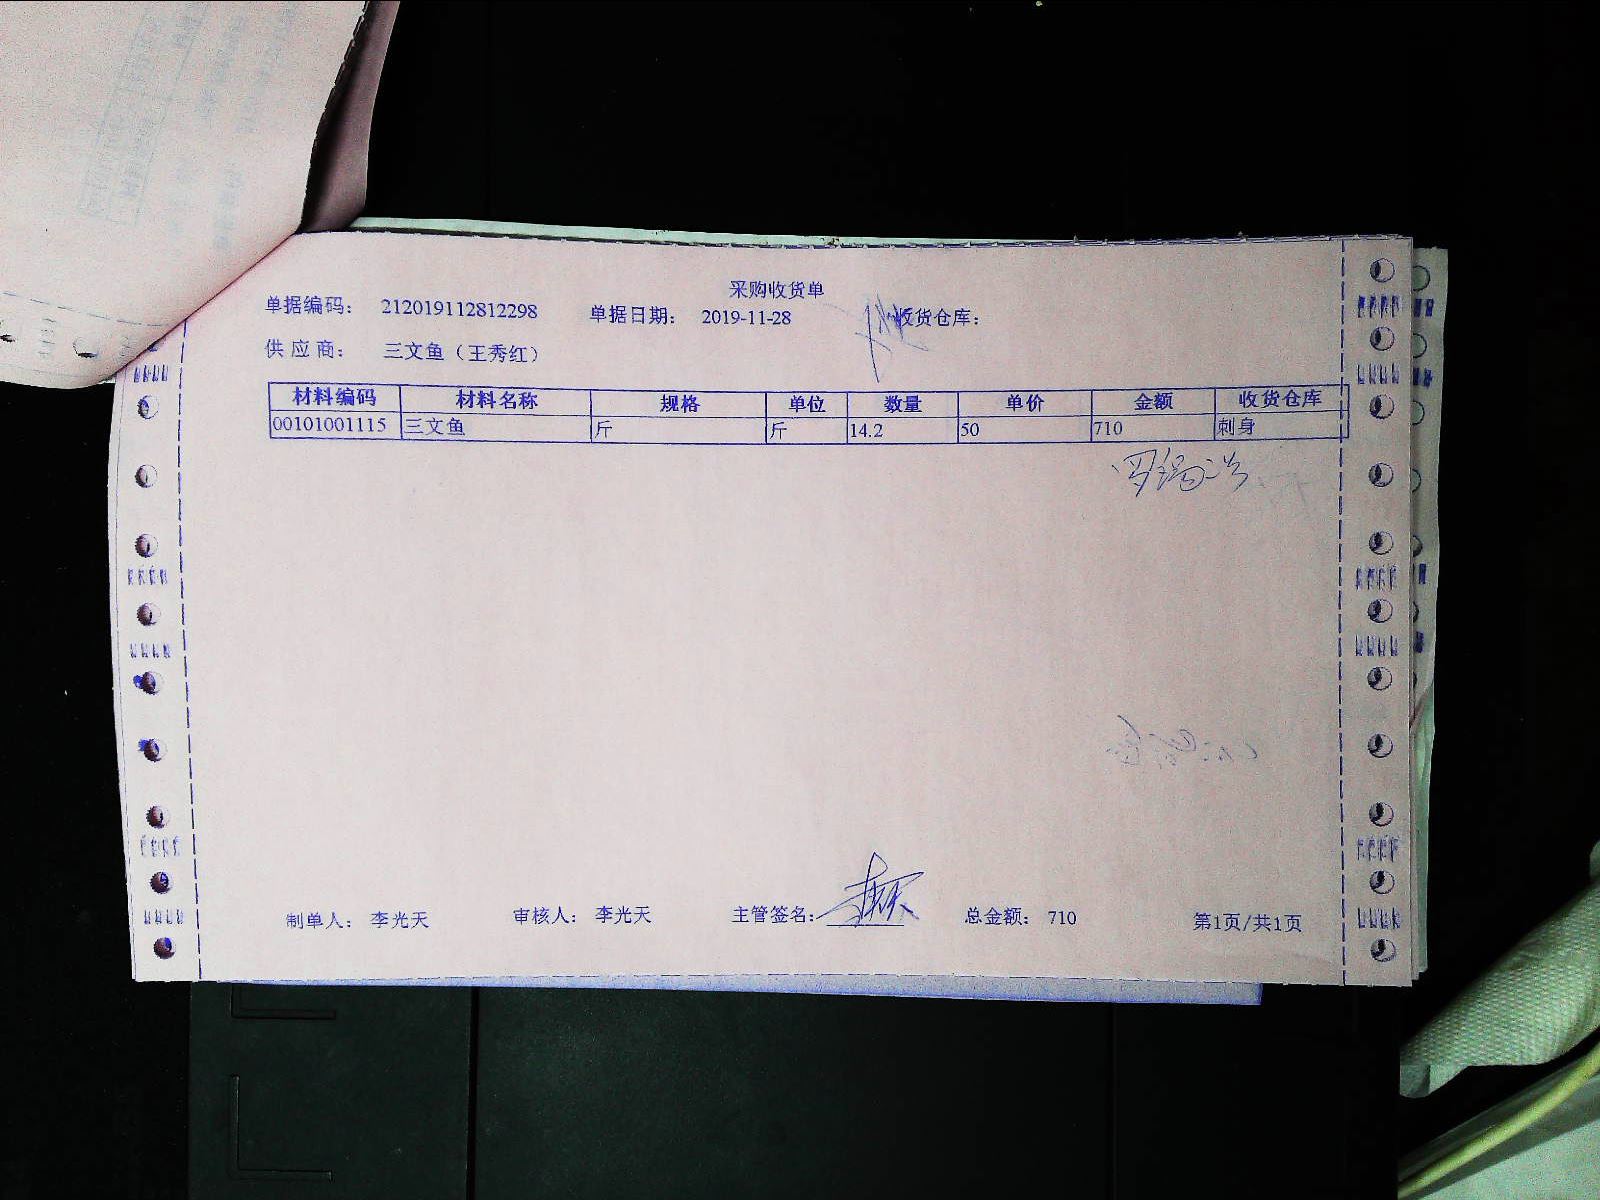 采购收货单
单据编码： 212019112812298 单据日期： 2019-11-28 收货仓库：
供 应 商： 三文鱼（王秀红）
材料编码 材料名称 规格 单位 数量 单价 金额 收货仓库
00101001115 三文鱼 斤 斤 14.2 50 710 刺身
制单人： 李光天 审核人： 李光天 主管签名： 总金额： 710 第1页/共1页